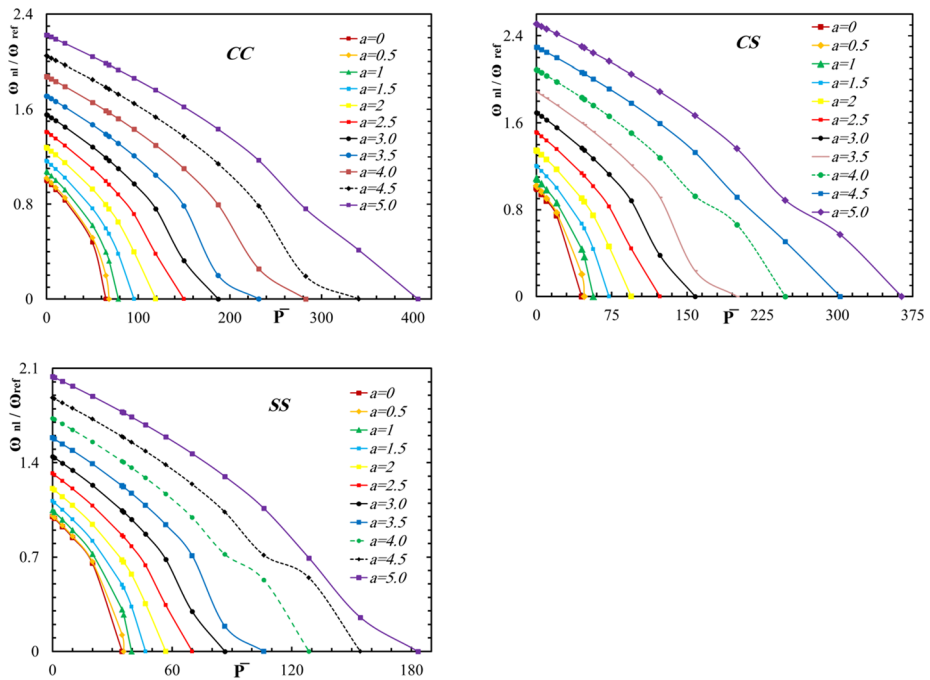 2.4
1.6
0.8
0
ω nl / ω ref
CC
a=0
a=0.5
a=1
a=1.5
a=2
a=2.5
a=3.0
a=3.5
a=4.0
a=4.5
a=5.0
0 100 200 300 400
P̅
2.4
1.6
0.8
0
ω nl / ω ref
CS
a=0
a=0.5
a=1
a=1.5
a=2
a=2.5
a=3.0
a=3.5
a=4.0
a=4.5
a=5.0
0 75 150 225 300 375
P̅
2.1
1.4
0.7
0
ω nl / ωref
SS
a=0
a=0.5
a=1
a=1.5
a=2
a=2.5
a=3.0
a=3.5
a=4.0
a=4.5
a=5.0
0 60 120 180
P̅